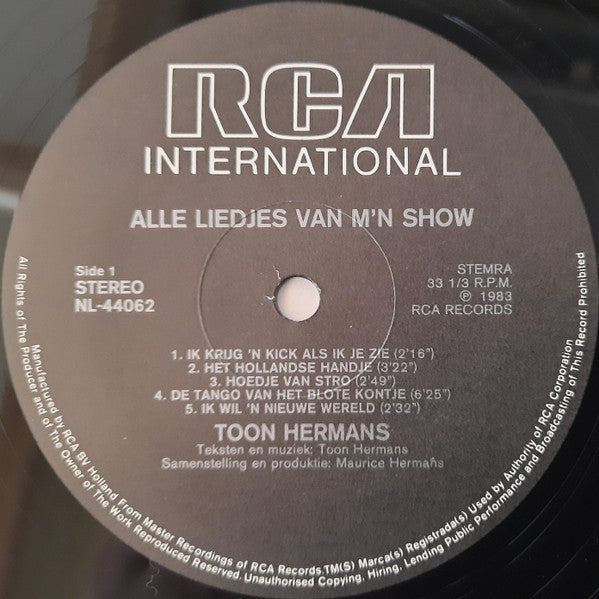 RCA
INTERNATIONAL
ALLE LIEDJES VAN M'N SHOW
Side 1
STEREO
NL-44062
STEMRA
33 1/3 R.P.M.
℗ 1983
RCA RECORDS
1. IK KRIJG 'N KICK ALS IK JE ZIE (2'16")
2. HET HOLLANDSE HANDJE (3'22")
3. HOEDJE VAN STRO (2'49")
4. DE TANGO VAN HET BLOTE KONTJE (6'25")
5. IK WIL 'N NIEUWE WERELD (2'32)
TOON HERMANS
Teksten en muziek: Toon Hermans
Samenstelling en produktie: Maurice Hermans
Manufactured by RCA BV Holland From Master Recordings of RCA Records.TM(S) Marca(s) Registrada(s) Used by Authority of RCA Corporation
All Rights of The Producer and of The Owner of The Work Reproduced Reserved. Unauthorised Copying, Hiring, Lending Public Performance and Broadcasting of This Record Prohibited